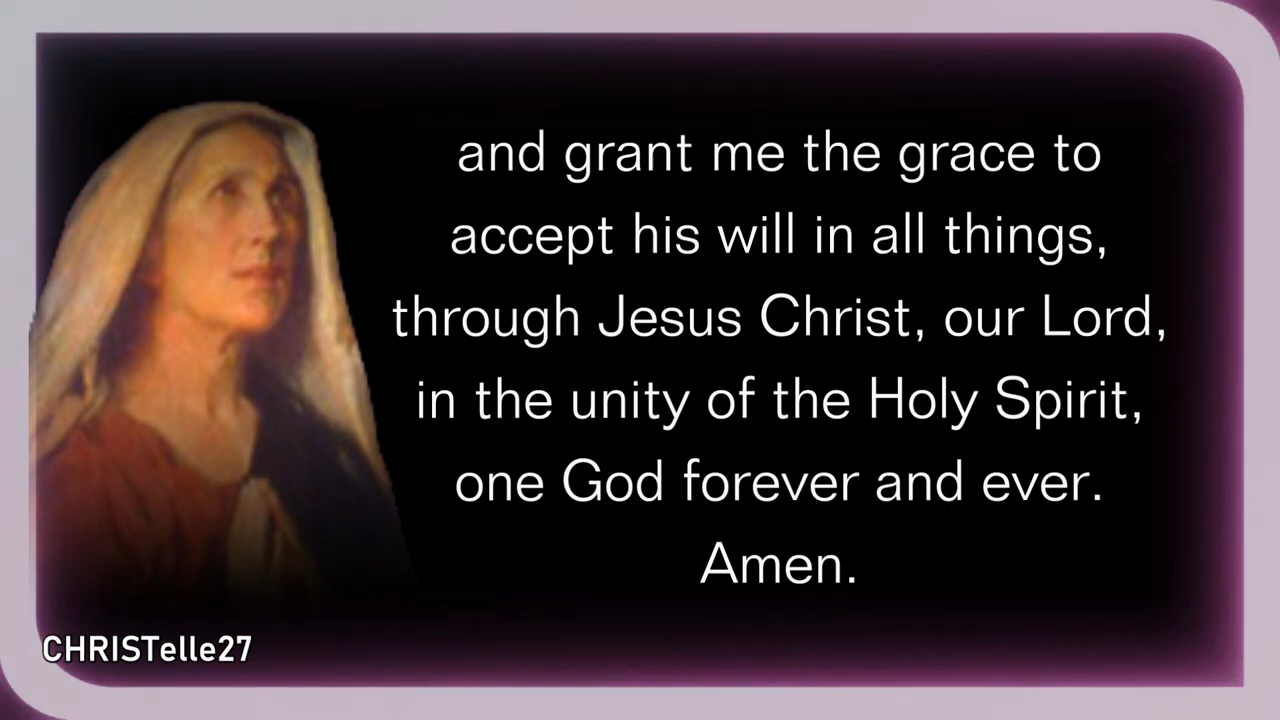 and grant me the grace to
accept his will in all things,
through Jesus Christ, our Lord,
in the unity of the Holy Spirit,
one God forever and ever.
Amen.
CHRISTelle27